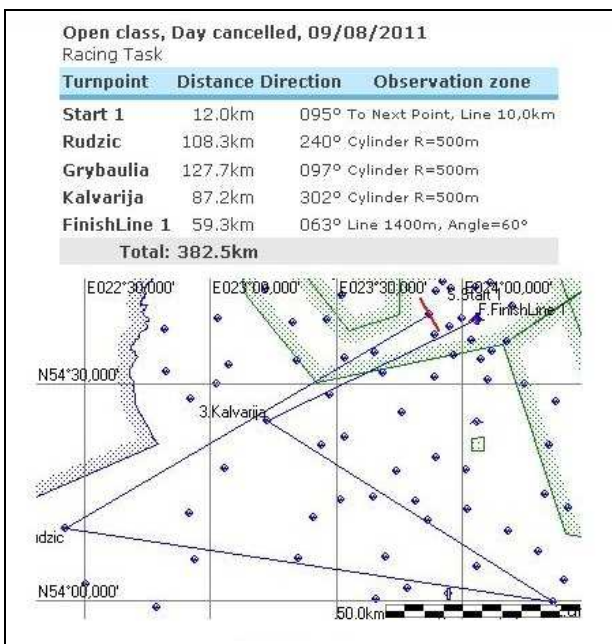 Open class, Day cancelled, 09/08/2011
Racing Task
Turnpoint Distance Direction Observation zone
Start 1 12.0km 095° To Next Point, Line 10,0km
Rudzic 108.3km 240° Cylinder R=500m
Grybaulia 127.7km 097° Cylinder R=500m
Kalvarija 87.2km 302° Cylinder R=500m
FinishLine 1 59.3km 063° Line 1400m, Angle=60°
Total: 382.5km
E022°30,000' E023°00,000' E023°30,000' E024°00,000'
S.Start 1
F.FinishLine 1
N54°30,000'
3.Kalvarija
udzic
N54°00,000'
50.0km